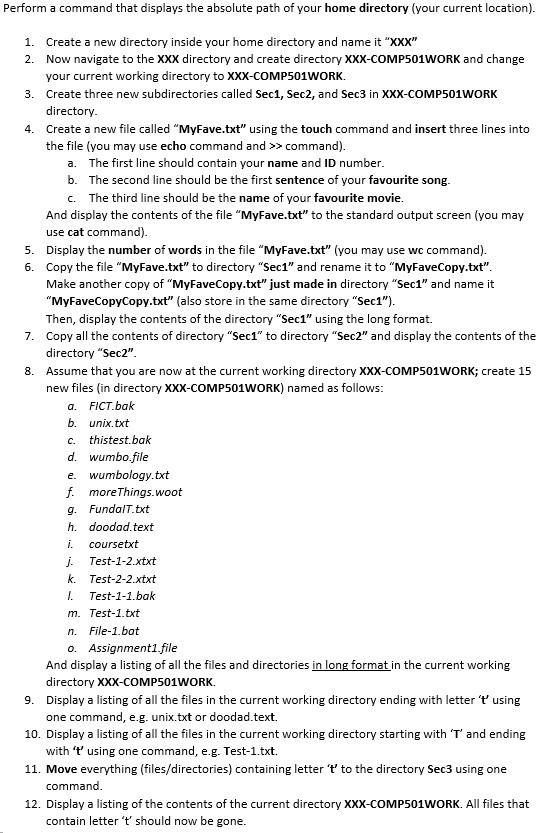 Perform a command that displays the absolute path of your home directory (your current location).
1. Create a new directory inside your home directory and name it “XXX”
2. Now navigate to the XXX directory and create directory XXX-COMP501WORK and change
your current working directory to XXX-COMP501WORK.
3. Create three new subdirectories called Sec1, Sec2, and Sec3 in XXX-COMP501WORK
directory.
4. Create a new file called “MyFave.txt” using the touch command and insert three lines into
the file (you may use echo command and >> command).
a. The first line should contain your name and ID number.
b. The second line should be the first sentence of your favourite song.
c. The third line should be the name of your favourite movie.
And display the contents of the file “MyFave.txt” to the standard output screen (you may
use cat command).
5. Display the number of words in the file “MyFave.txt” (you may use wc command).
6. Copy the file “MyFave.txt” to directory “Sec1” and rename it to “MyFaveCopy.txt”.
Make another copy of “MyFaveCopy.txt” just made in directory “Sec1” and name it
“MyFaveCopyCopy.txt” (also store in the same directory “Sec1”).
Then, display the contents of the directory “Sec1” using the long format.
7. Copy all the contents of directory “Sec1” to directory “Sec2” and display the contents of the
directory “Sec2”.
8. Assume that you are now at the current working directory XXX-COMP501WORK; create 15
new files (in directory XXX-COMP501WORK) named as follows:
a. FICT.bak
b. unix.txt
c. thistest.bak
d. wumbo.file
e. wumbology.txt
f. moreThings.woot
g. FundaIT.txt
h. doodad.text
i. coursetxt
j. Test-1-2.xtxt
k. Test-2-2.xtxt
l. Test-1-1.bak
m. Test-1.txt
n. File-1.bat
o. Assignment1.file
And display a listing of all the files and directories in long format in the current working
directory XXX-COMP501WORK.
9. Display a listing of all the files in the current working directory ending with letter ‘t’ using
one command, e.g. unix.txt or doodad.text.
10. Display a listing of all the files in the current working directory starting with ‘T’ and ending
with ‘t’ using one command, e.g. Test-1.txt.
11. Move everything (files/directories) containing letter ‘t’ to the directory Sec3 using one
command.
12. Display a listing of the contents of the current directory XXX-COMP501WORK. All files that
contain letter ‘t’ should now be gone.